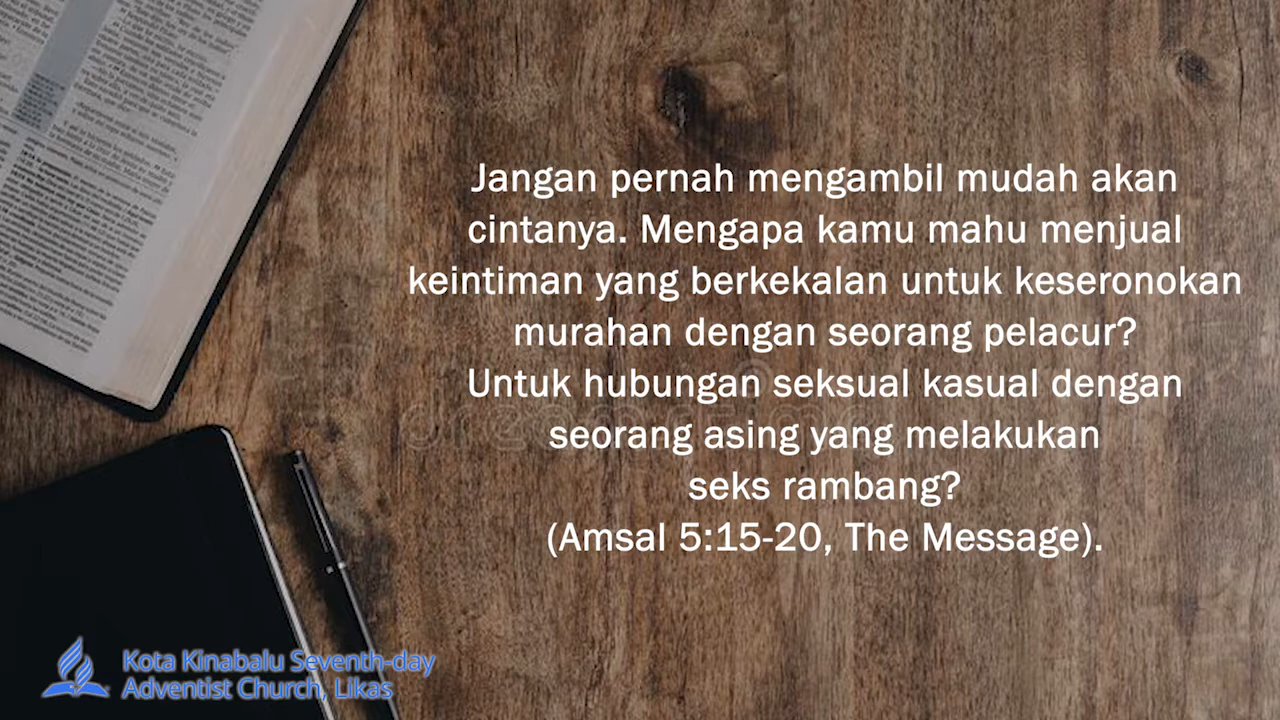 Jangan pernah mengambil mudah akan
cintanya. Mengapa kamu mahu menjual
keintiman yang berkekalan untuk keseronokan
murahan dengan seorang pelacur?
Untuk hubungan seksual kasual dengan
seorang asing yang melakukan
seks rambang?
(Amsal 5:15-20, The Message).
Kota Kinabalu Seventh-day
Adventist Church, Likas